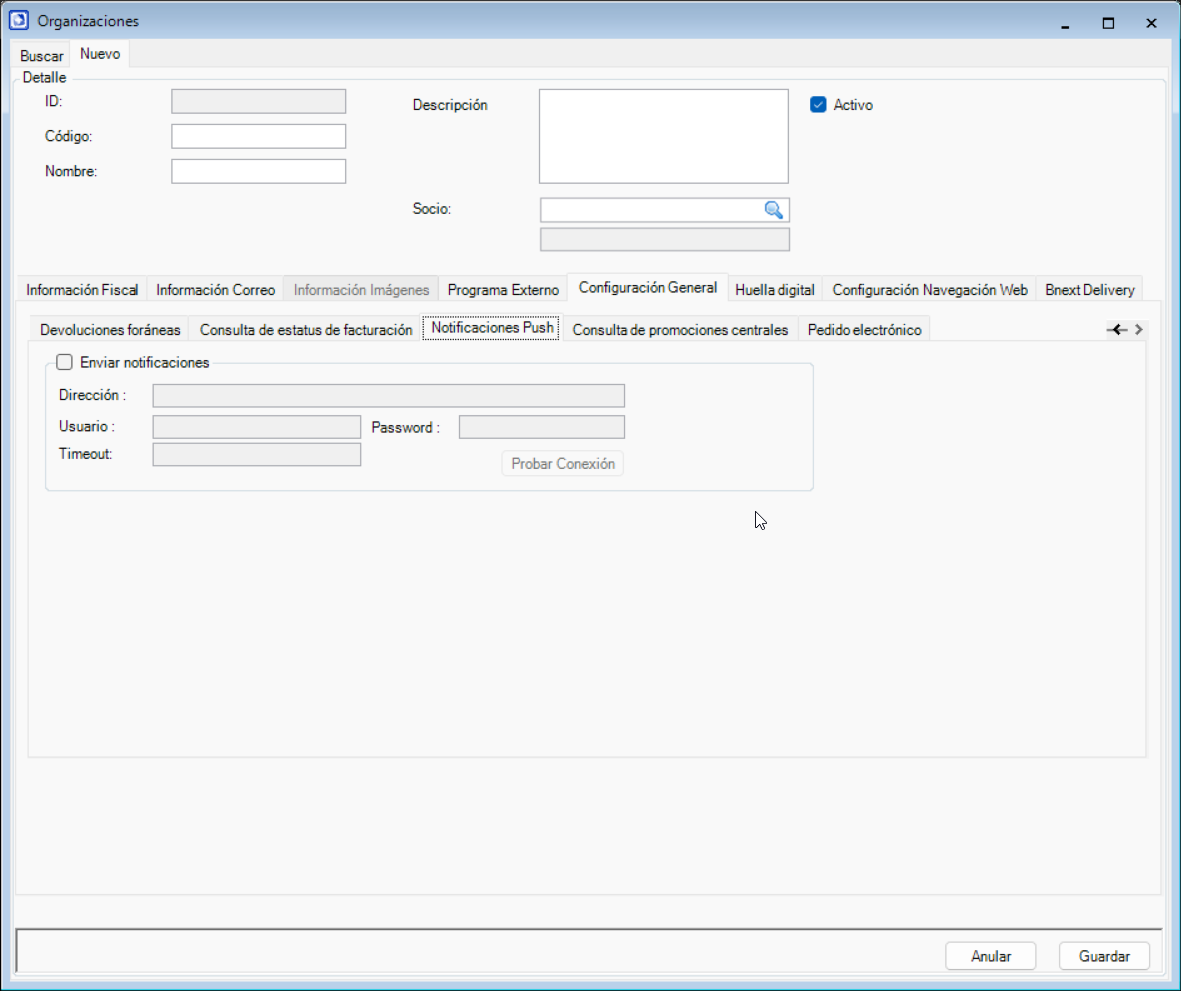 Organizaciones
Buscar Nuevo
Detalle
ID: Descripción Activo
Código:
Nombre:
Socio:
Información Fiscal Información Correo Información Imágenes Programa Externo Configuración General Huella digital Configuración Navegación Web Bnext Delivery
Devoluciones foráneas Consulta de estatus de facturación Notificaciones Push Consulta de promociones centrales Pedido electrónico
Enviar notificaciones
Dirección :
Usuario : Password :
Timeout:
Probar Conexión
Anular Guardar